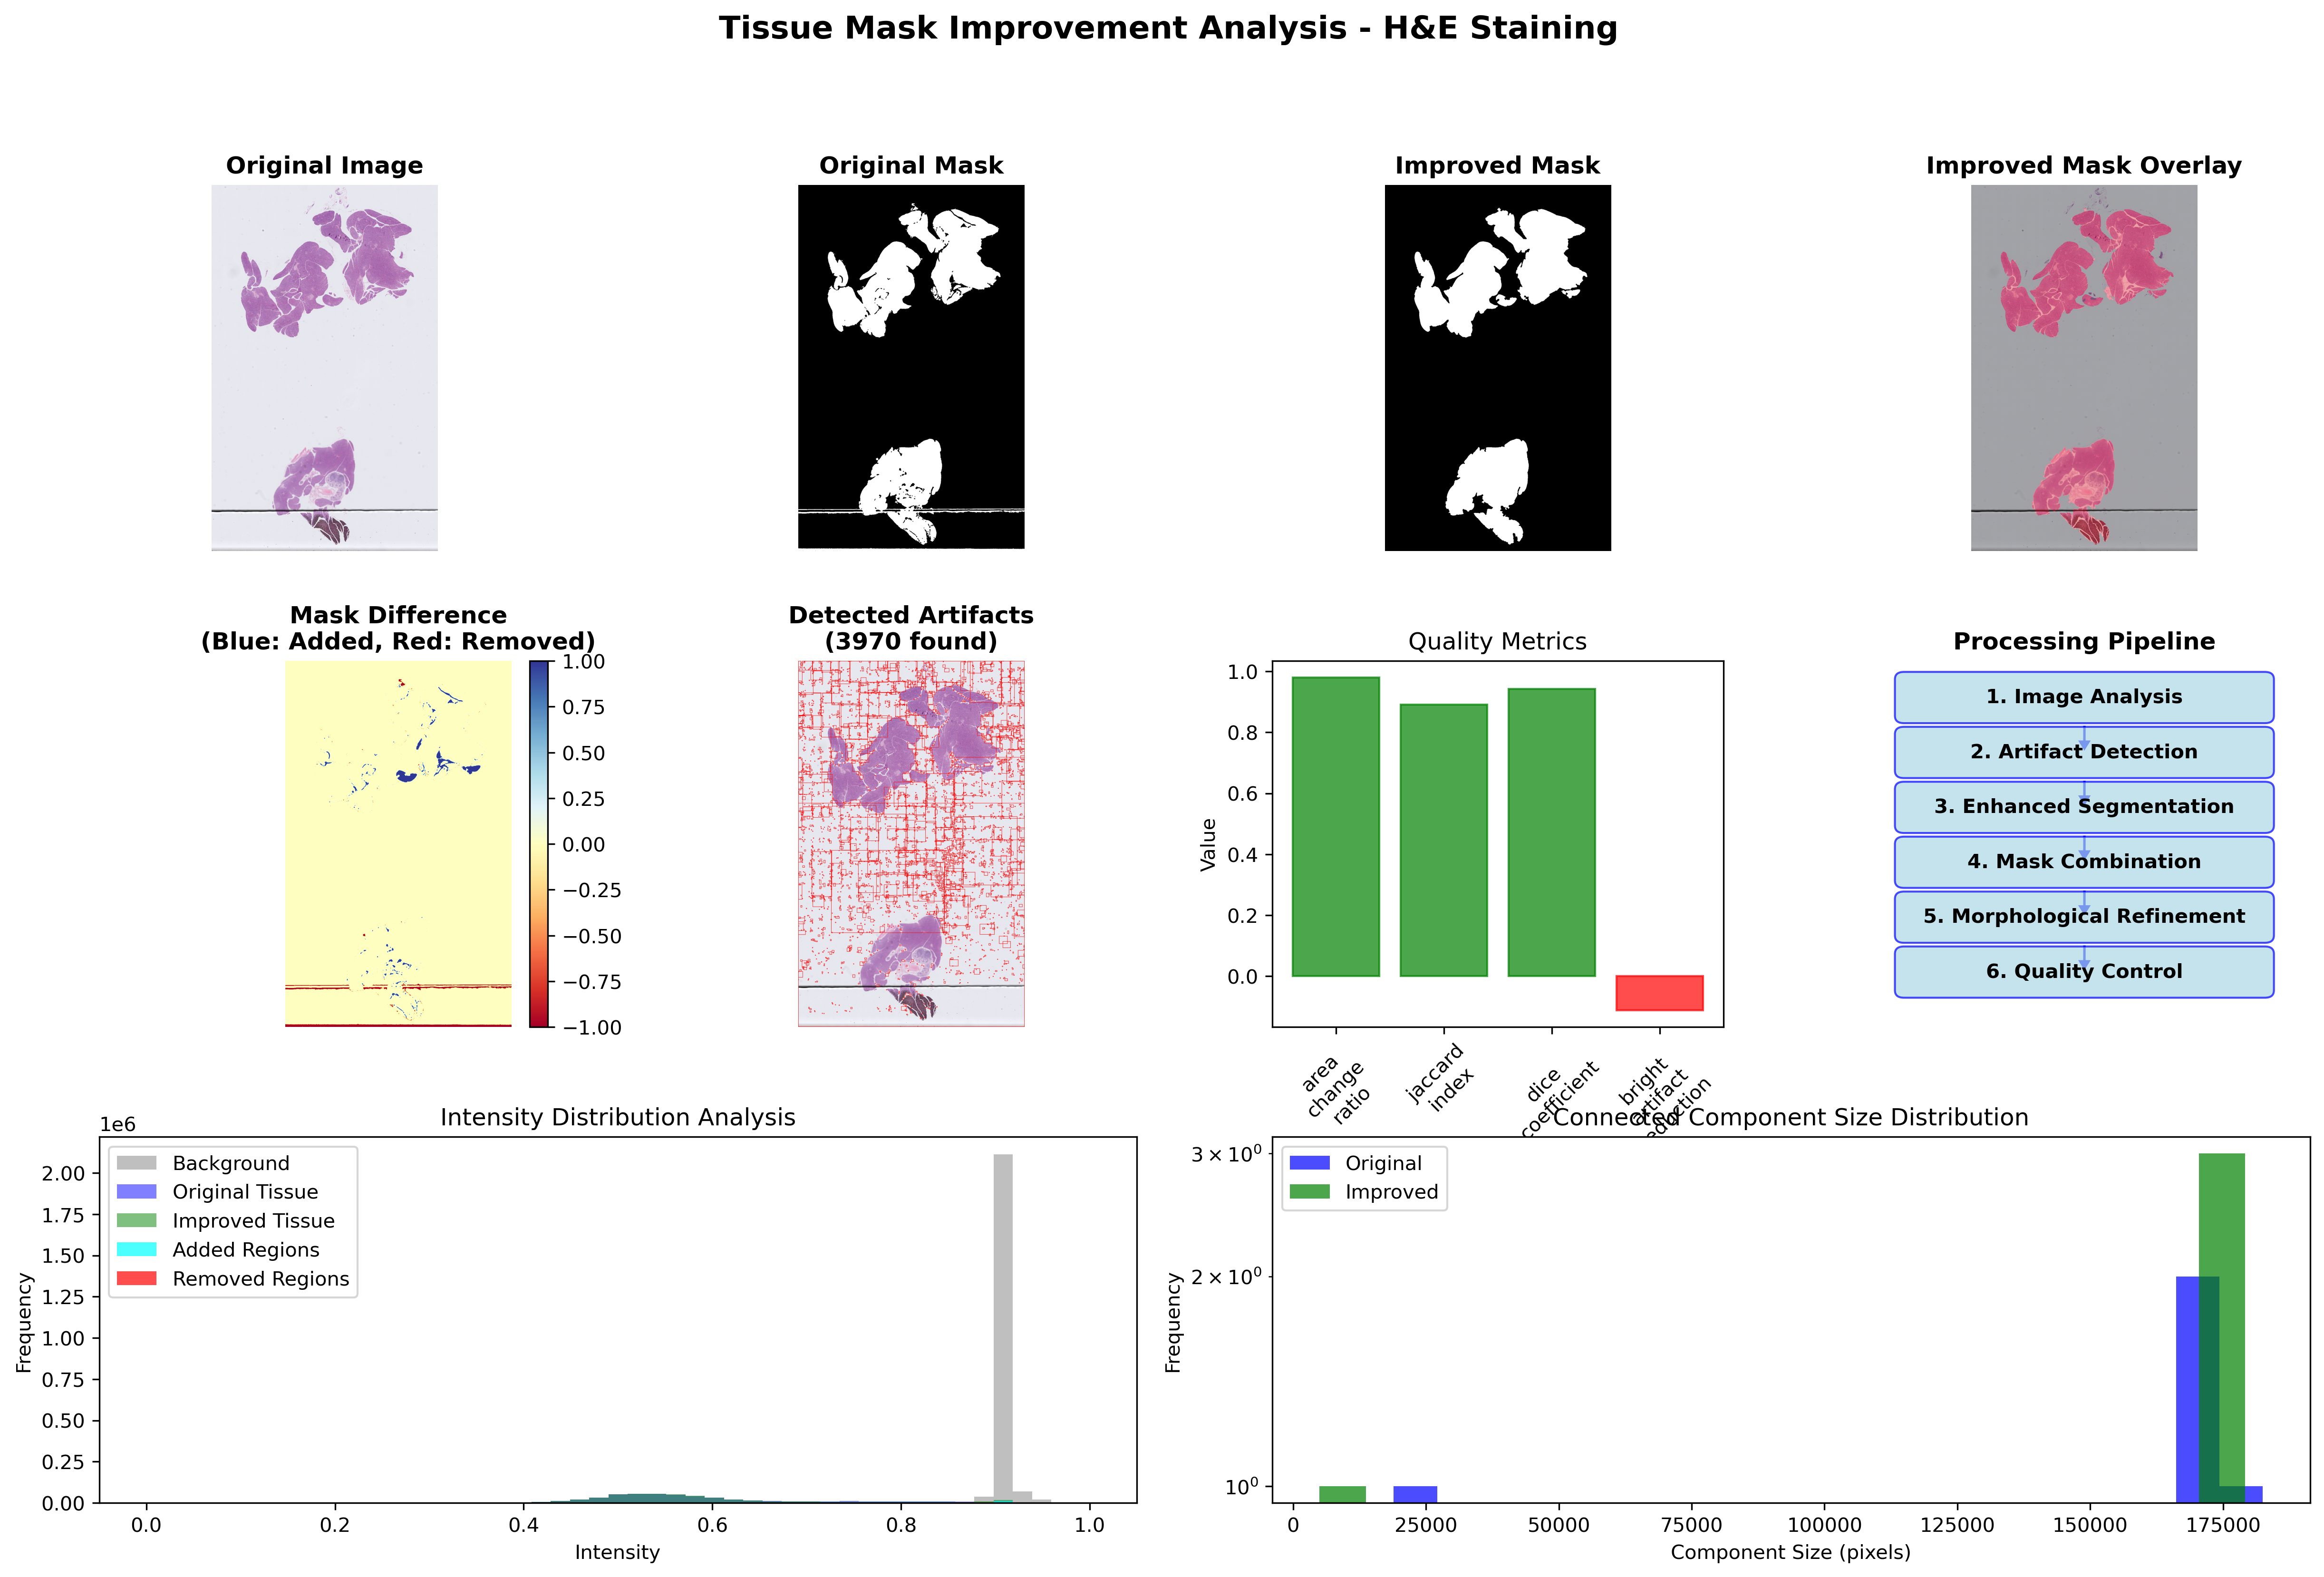 Tissue Mask Improvement Analysis - H&E Staining
Original Image
Original Mask
Improved Mask
Improved Mask Overlay
Mask Difference
(Blue: Added, Red: Removed)
1.00
0.75
0.50
0.25
0.00
−0.25
−0.50
−0.75
−1.00
Detected Artifacts
(3970 found)
Quality Metrics
Value
1.0
0.8
0.6
0.4
0.2
0.0
area
change
ratio
jaccard
index
dice
coefficient
bright
artifact
Processing Pipeline
1. Image Analysis
2. Artifact Detection
3. Enhanced Segmentation
4. Mask Combination
5. Morphological Refinement
6. Quality Control
Intensity Distribution Analysis
1e6
Frequency
2.00
1.75
1.50
1.25
1.00
0.75
0.50
0.25
0.00
Background
Original Tissue
Improved Tissue
Added Regions
Removed Regions
0.0 0.2 0.4 0.6 0.8 1.0
Intensity
Connected Component Size Distribution
Frequency
3 × 10⁰
2 × 10⁰
10⁰
Original
Improved
0 25000 50000 75000 100000 125000 150000 175000
Component Size (pixels)